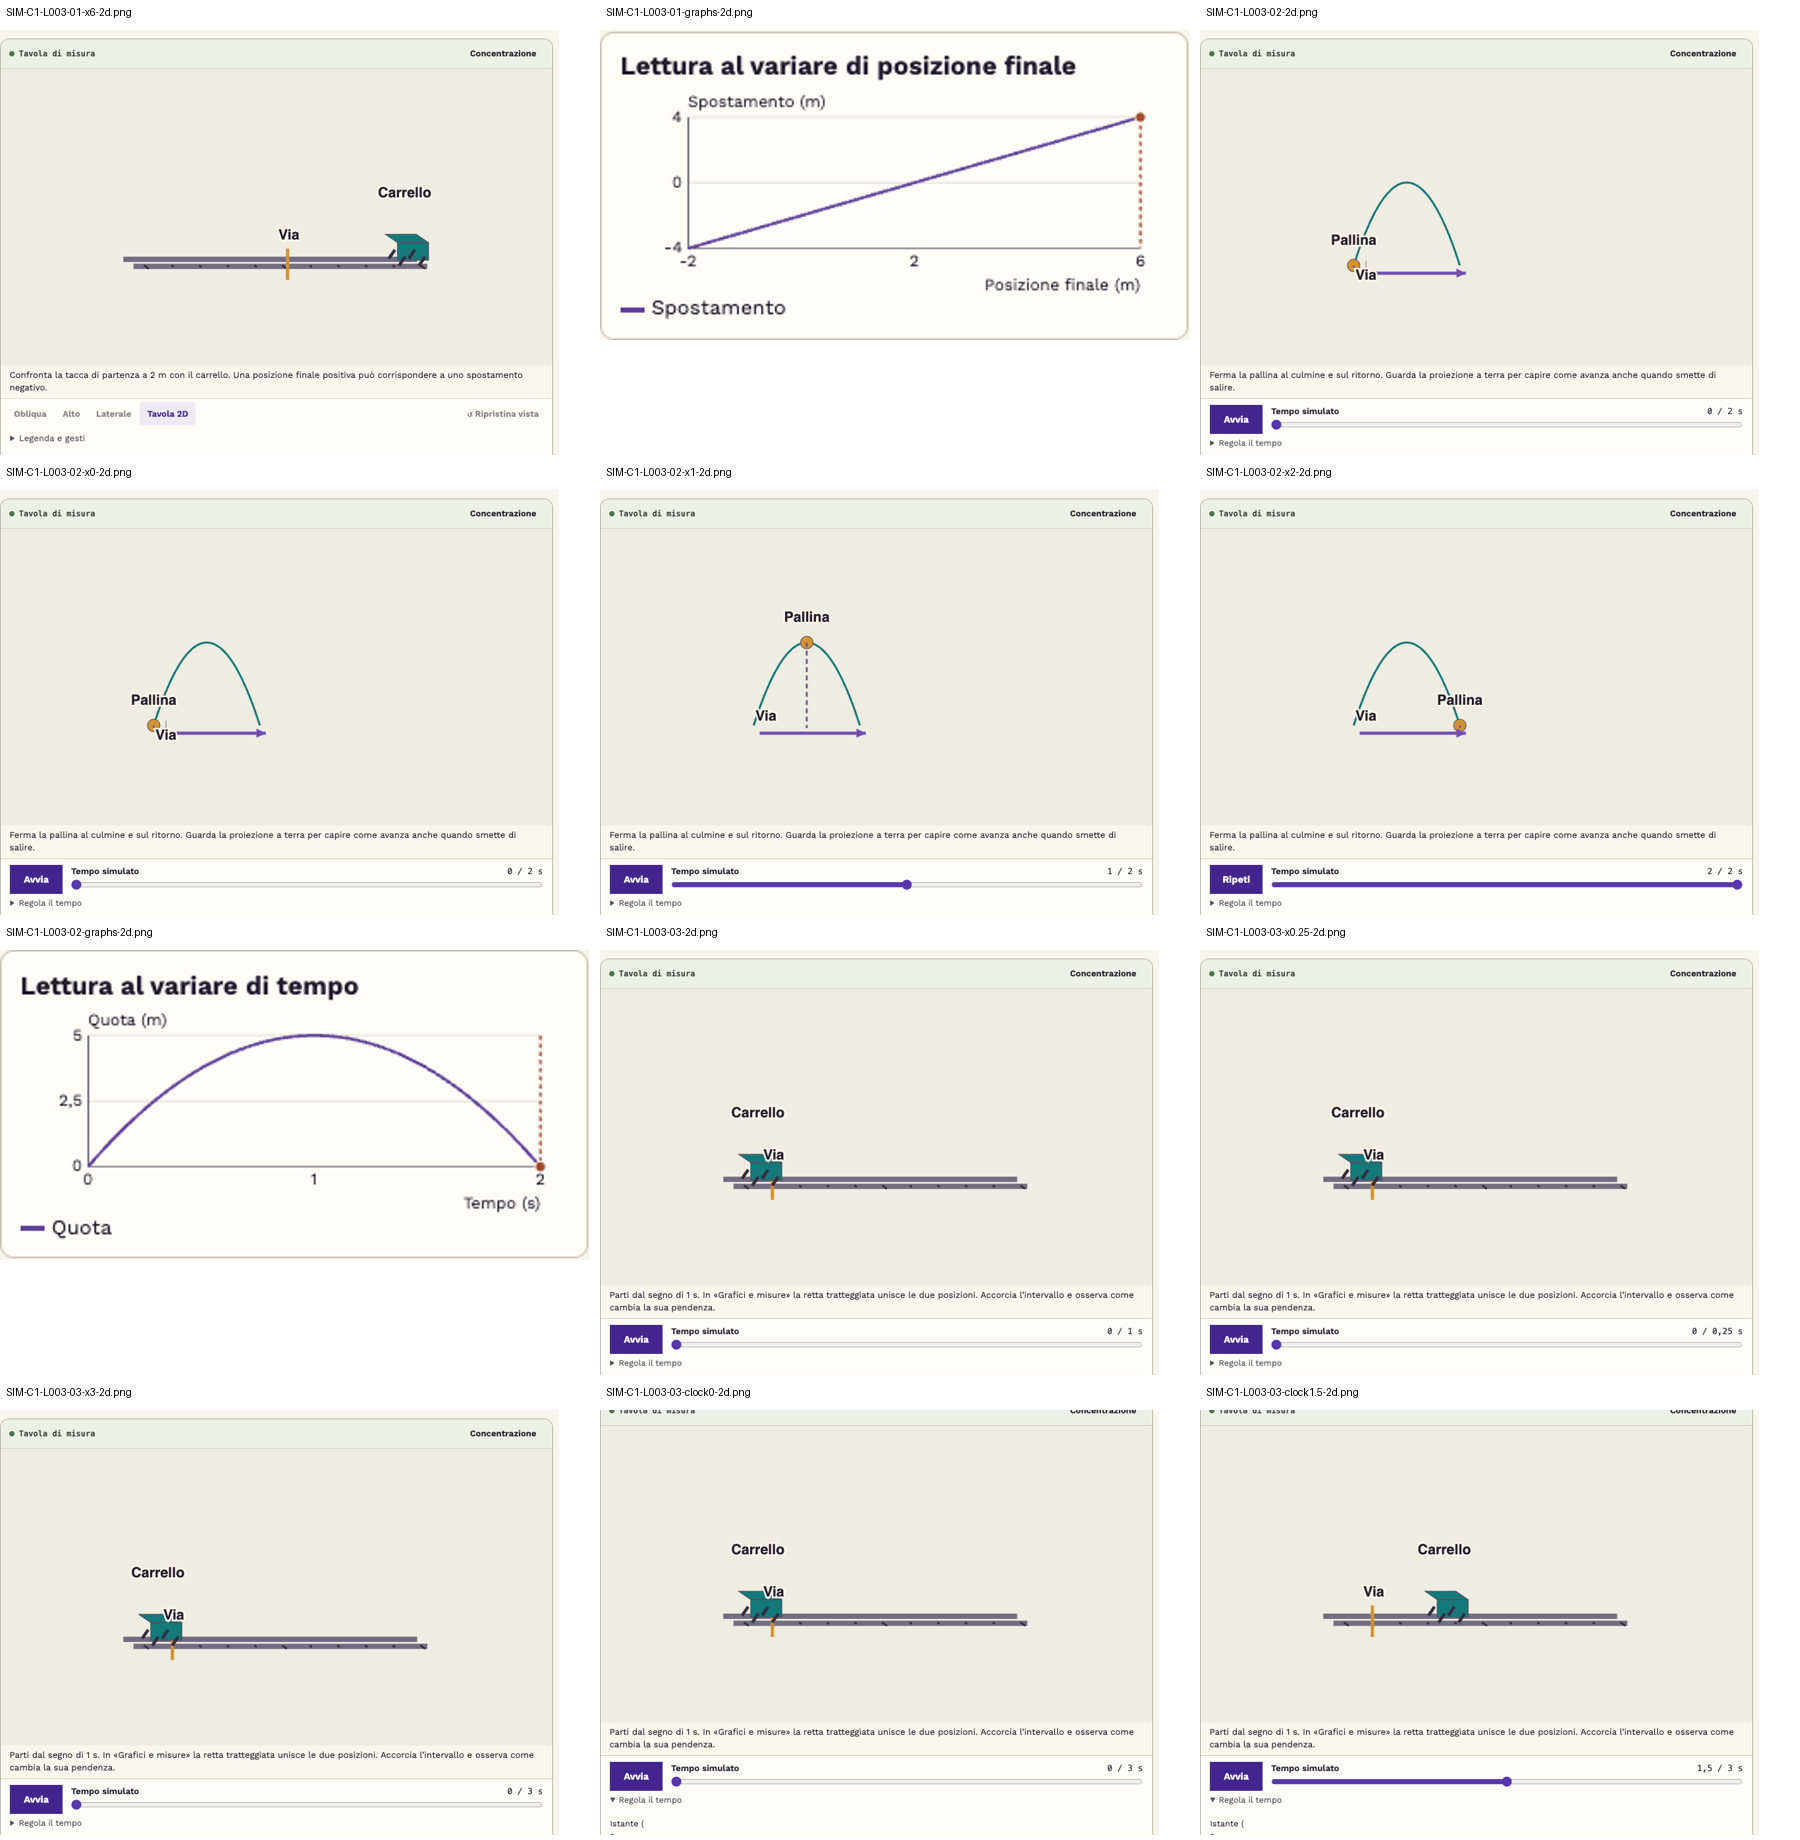 SIM-C1-L003-01-x6-2d.png
Tavola di misura
Concentrazione
Carrello
Via
Confronta la tacca di partenza a 2 m con il carrello. Una posizione finale positiva può corrispondere a uno spostamento
negativo.
Obliqua Alto Laterale Tavola 2D ↺ Ripristina vista
▶ Legenda e gesti
SIM-C1-L003-01-graphs-2d.png
Lettura al variare di posizione finale
Spostamento (m)
4
0
-4
-2 2 6
Posizione finale (m)
Spostamento
SIM-C1-L003-02-2d.png
Tavola di misura
Concentrazione
Pallina
Via
Ferma la pallina al culmine e sul ritorno. Guarda la proiezione a terra per capire come avanza anche quando smette di
salire.
Avvia
Tempo simulato
0 / 2 s
▶ Regola il tempo
SIM-C1-L003-02-x0-2d.png
Tavola di misura
Concentrazione
Pallina
Via
Ferma la pallina al culmine e sul ritorno. Guarda la proiezione a terra per capire come avanza anche quando smette di
salire.
Avvia
Tempo simulato
0 / 2 s
▶ Regola il tempo
SIM-C1-L003-02-x1-2d.png
Tavola di misura
Concentrazione
Pallina
Via
Ferma la pallina al culmine e sul ritorno. Guarda la proiezione a terra per capire come avanza anche quando smette di
salire.
Avvia
Tempo simulato
1 / 2 s
▶ Regola il tempo
SIM-C1-L003-02-x2-2d.png
Tavola di misura
Concentrazione
Pallina
Via
Ferma la pallina al culmine e sul ritorno. Guarda la proiezione a terra per capire come avanza anche quando smette di
salire.
Ripeti
Tempo simulato
2 / 2 s
▶ Regola il tempo
SIM-C1-L003-02-graphs-2d.png
Lettura al variare di tempo
Quota (m)
5
2,5
0
0 1 2
Tempo (s)
Quota
SIM-C1-L003-03-2d.png
Tavola di misura
Concentrazione
Carrello
Via
Parti dal segno di 1 s. In «Grafici e misure» la retta tratteggiata unisce le due posizioni. Accorcia l'intervallo e osserva come
cambia la sua pendenza.
Avvia
Tempo simulato
0 / 1 s
▶ Regola il tempo
SIM-C1-L003-03-x0.25-2d.png
Tavola di misura
Concentrazione
Carrello
Via
Parti dal segno di 1 s. In «Grafici e misure» la retta tratteggiata unisce le due posizioni. Accorcia l'intervallo e osserva come
cambia la sua pendenza.
Avvia
Tempo simulato
0 / 0,25 s
▶ Regola il tempo
SIM-C1-L003-03-x3-2d.png
Tavola di misura
Concentrazione
Carrello
Via
Parti dal segno di 1 s. In «Grafici e misure» la retta tratteggiata unisce le due posizioni. Accorcia l'intervallo e osserva come
cambia la sua pendenza.
Avvia
Tempo simulato
0 / 3 s
▶ Regola il tempo
SIM-C1-L003-03-clock0-2d.png
Tavola di misura
Concentrazione
Carrello
Via
Parti dal segno di 1 s. In «Grafici e misure» la retta tratteggiata unisce le due posizioni. Accorcia l'intervallo e osserva come
cambia la sua pendenza.
Avvia
Tempo simulato
0 / 3 s
▼ Regola il tempo
Istante (
SIM-C1-L003-03-clock1.5-2d.png
Tavola di misura
Concentrazione
Carrello
Via
Parti dal segno di 1 s. In «Grafici e misure» la retta tratteggiata unisce le due posizioni. Accorcia l'intervallo e osserva come
cambia la sua pendenza.
Avvia
Tempo simulato
1,5 / 3 s
▼ Regola il tempo
Istante (